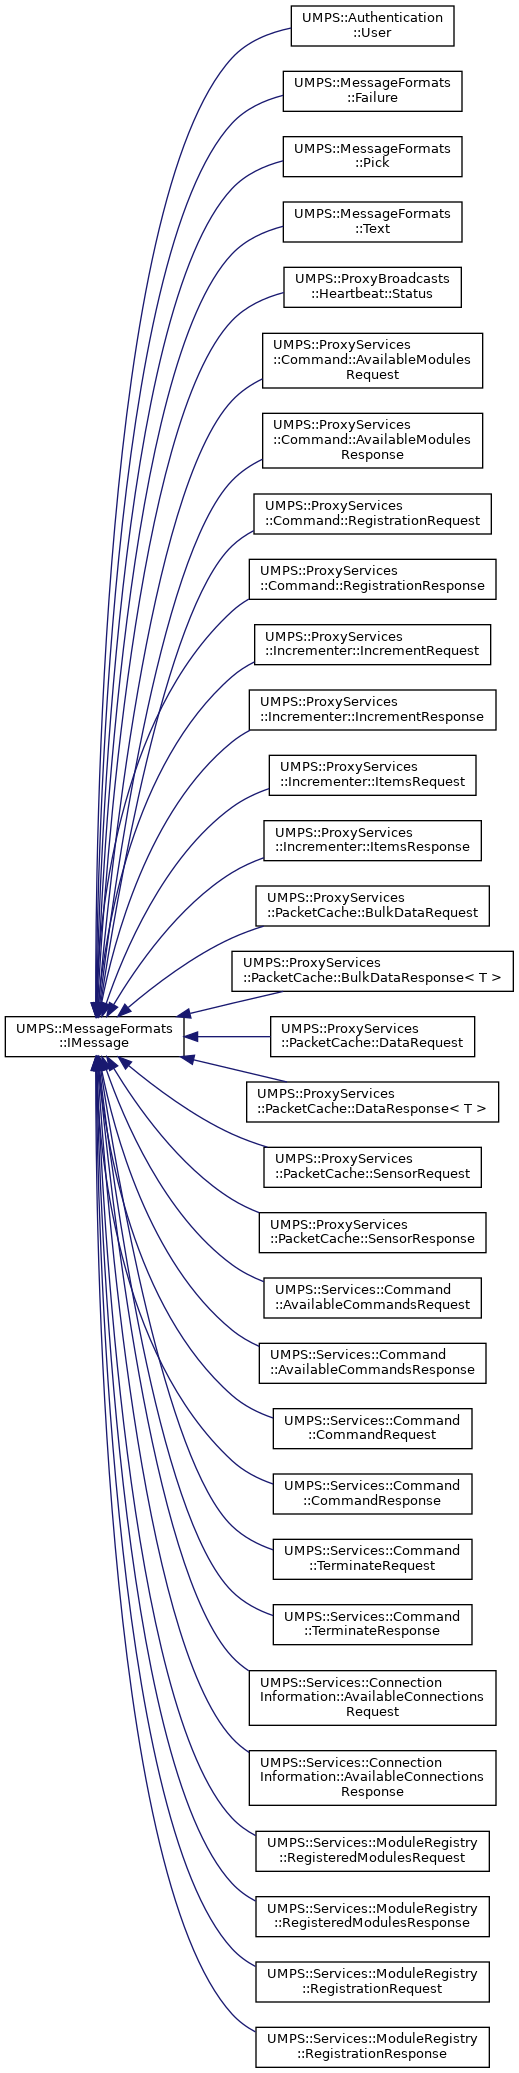 UMPS::Authentication
::User
UMPS::MessageFormats
::Failure
UMPS::MessageFormats
::Pick
UMPS::MessageFormats
::Text
UMPS::ProxyBroadcasts
::Heartbeat::Status
UMPS::ProxyServices
::Command::AvailableModules
Request
UMPS::ProxyServices
::Command::AvailableModules
Response
UMPS::ProxyServices
::Command::RegistrationRequest
UMPS::ProxyServices
::Command::RegistrationResponse
UMPS::ProxyServices
::Incrementer::IncrementRequest
UMPS::ProxyServices
::Incrementer::IncrementResponse
UMPS::ProxyServices
::Incrementer::ItemsRequest
UMPS::ProxyServices
::Incrementer::ItemsResponse
UMPS::ProxyServices
::PacketCache::BulkDataRequest
UMPS::ProxyServices
::PacketCache::BulkDataResponse< T >
UMPS::MessageFormats
::IMessage
UMPS::ProxyServices
::PacketCache::DataRequest
UMPS::ProxyServices
::PacketCache::DataResponse< T >
UMPS::ProxyServices
::PacketCache::SensorRequest
UMPS::ProxyServices
::PacketCache::SensorResponse
UMPS::Services::Command
::AvailableCommandsRequest
UMPS::Services::Command
::AvailableCommandsResponse
UMPS::Services::Command
::CommandRequest
UMPS::Services::Command
::CommandResponse
UMPS::Services::Command
::TerminateRequest
UMPS::Services::Command
::TerminateResponse
UMPS::Services::Connection
Information::AvailableConnections
Request
UMPS::Services::Connection
Information::AvailableConnections
Response
UMPS::Services::ModuleRegistry
::RegisteredModulesRequest
UMPS::Services::ModuleRegistry
::RegisteredModulesResponse
UMPS::Services::ModuleRegistry
::RegistrationRequest
UMPS::Services::ModuleRegistry
::RegistrationResponse